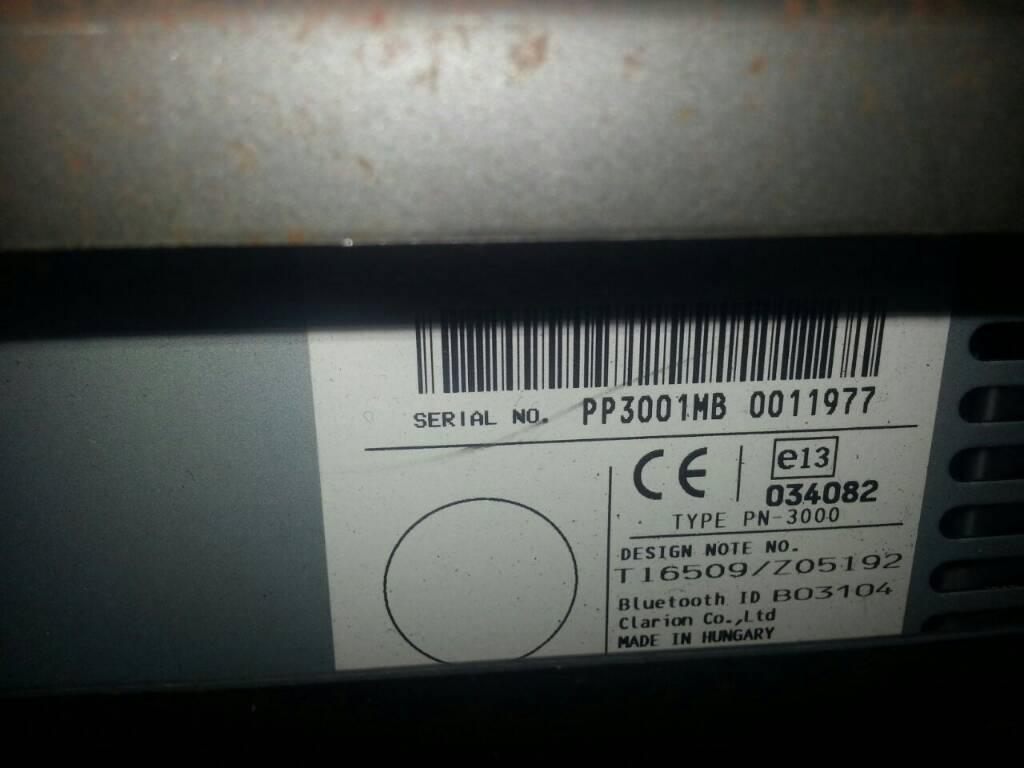 SERIAL NO. PP3001MB 0011977
CE e13
034082
TYPE PN-3000
DESIGN NOTE NO.
T16509/Z05192
Bluetooth ID B03104
Clarion Co.,Ltd
MADE IN HUNGARY